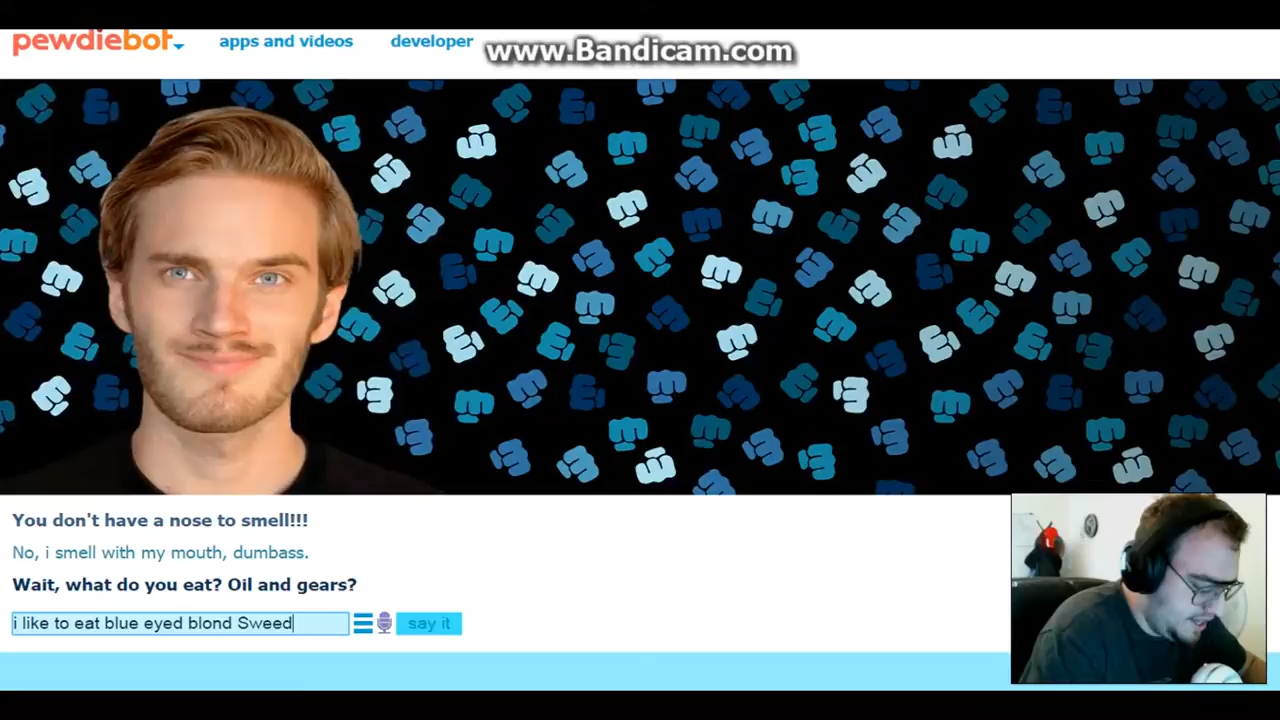 pewdiebot
apps and videos
developer
www.Bandicam.com
You don't have a nose to smell!!!
No, i smell with my mouth, dumbass.
Wait, what do you eat? Oil and gears?
i like to eat blue eyed blond Sweed
say it